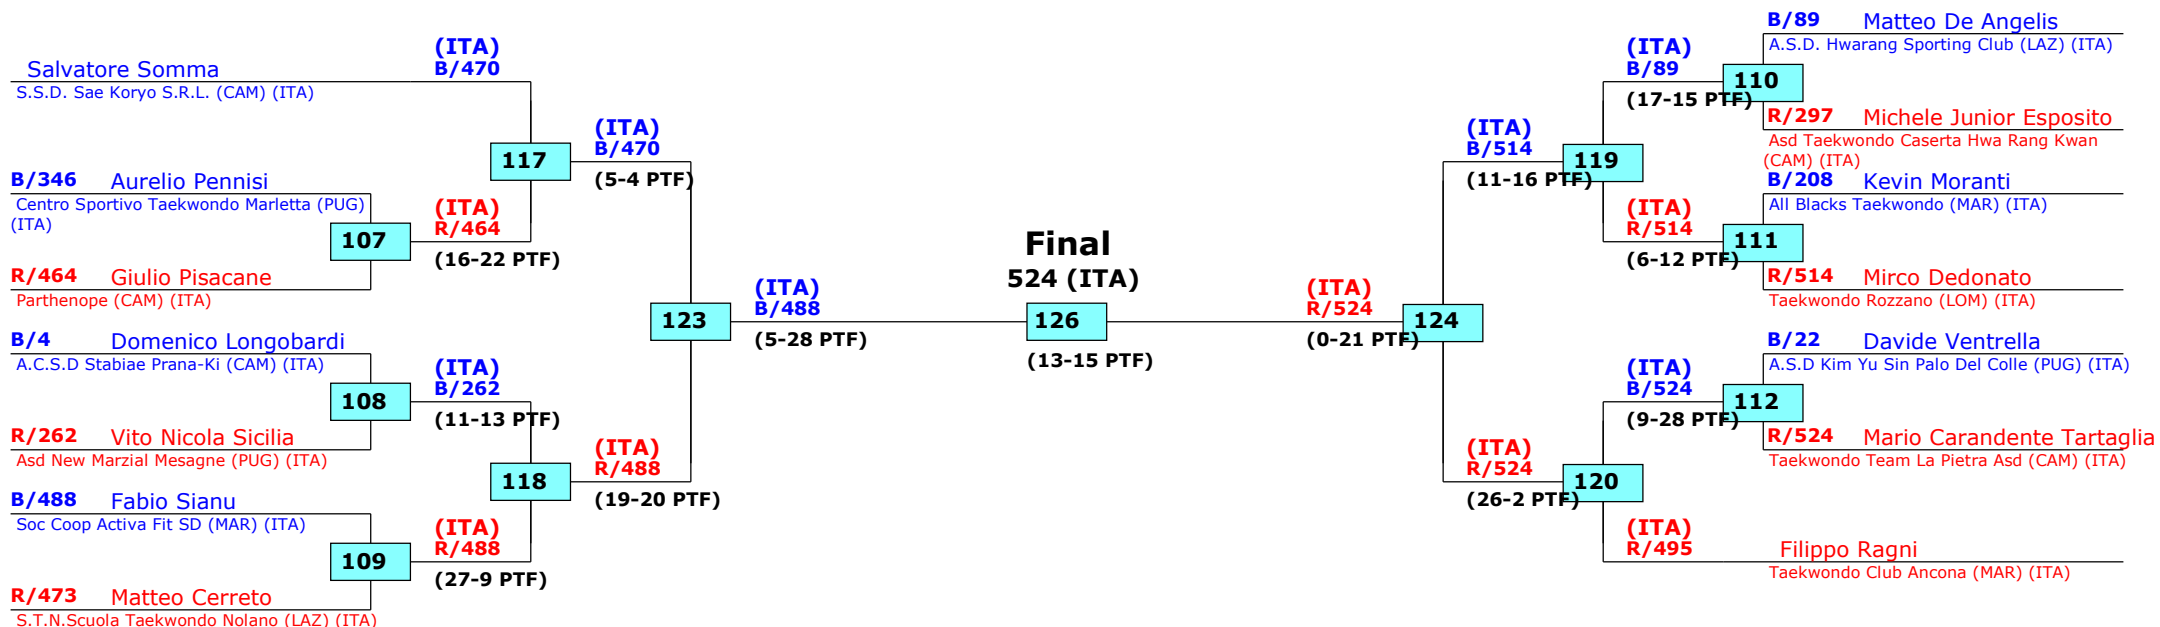 (ITA)
B/470
Salvatore Somma
S.S.D. Sae Koryo S.R.L. (CAM) (ITA)
117
(ITA)
B/470
(5-4 PTF)
B/346 Aurelio Pennisi
Centro Sportivo Taekwondo Marletta (PUG)
(ITA)
107
(ITA)
R/464
(16-22 PTF)
R/464 Giulio Pisacane
Parthenope (CAM) (ITA)
123
(ITA)
B/488
(5-28 PTF)
B/4 Domenico Longobardi
A.C.S.D Stabiae Prana-Ki (CAM) (ITA)
108
(ITA)
B/262
(11-13 PTF)
R/262 Vito Nicola Sicilia
Asd New Marzial Mesagne (PUG) (ITA)
118
(ITA)
R/488
(19-20 PTF)
B/488 Fabio Sianu
Soc Coop Activa Fit SD (MAR) (ITA)
109
(ITA)
R/488
(27-9 PTF)
R/473 Matteo Cerreto
S.T.N.Scuola Taekwondo Nolano (LAZ) (ITA)
Final
524 (ITA)
126
(13-15 PTF)
B/89 Matteo De Angelis
A.S.D. Hwarang Sporting Club (LAZ) (ITA)
(ITA)
B/89
110
(17-15 PTF)
R/297 Michele Junior Esposito
Asd Taekwondo Caserta Hwa Rang Kwan
(CAM) (ITA)
(ITA)
B/514
119
(11-16 PTF)
B/208 Kevin Moranti
All Blacks Taekwondo (MAR) (ITA)
(ITA)
R/514
111
(6-12 PTF)
R/514 Mirco Dedonato
Taekwondo Rozzano (LOM) (ITA)
(ITA)
R/524
124
(0-21 PTF)
B/22 Davide Ventrella
A.S.D Kim Yu Sin Palo Del Colle (PUG) (ITA)
(ITA)
B/524
112
(9-28 PTF)
R/524 Mario Carandente Tartaglia
Taekwondo Team La Pietra Asd (CAM) (ITA)
(ITA)
R/524
120
(26-2 PTF)
(ITA)
R/495
Filippo Ragni
Taekwondo Club Ancona (MAR) (ITA)